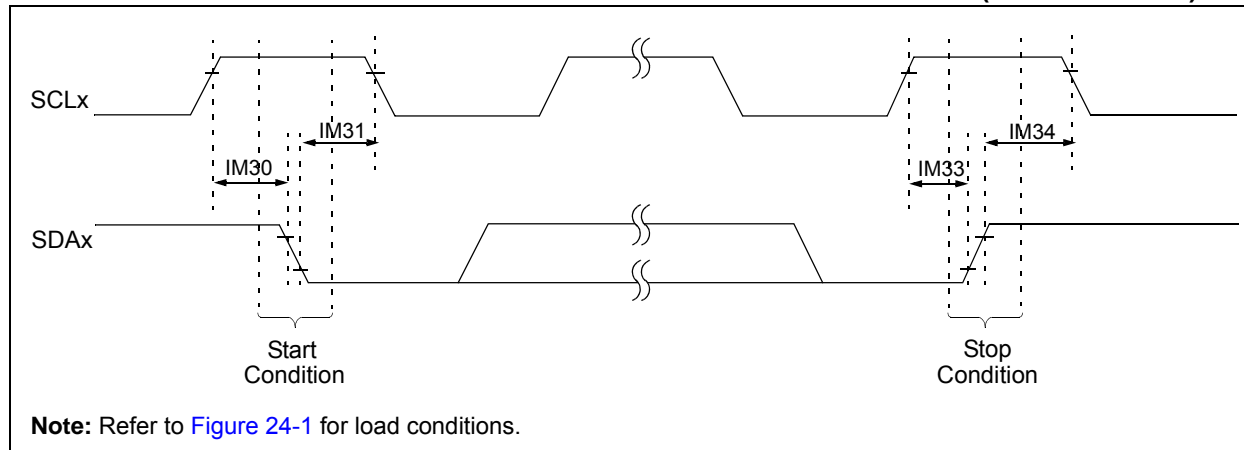 SCLx
IM31
IM34
IM30
IM33
SDAx
Start
Condition
Stop
Condition
Note: Refer to Figure 24-1 for load conditions.